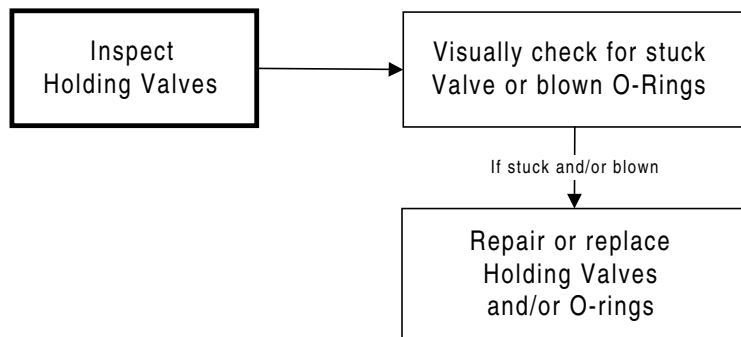 Inspect
Holding Valves
Visually check for stuck
Valve or blown O-Rings
If stuck and/or blown
Repair or replace
Holding Valves
and/or O-rings